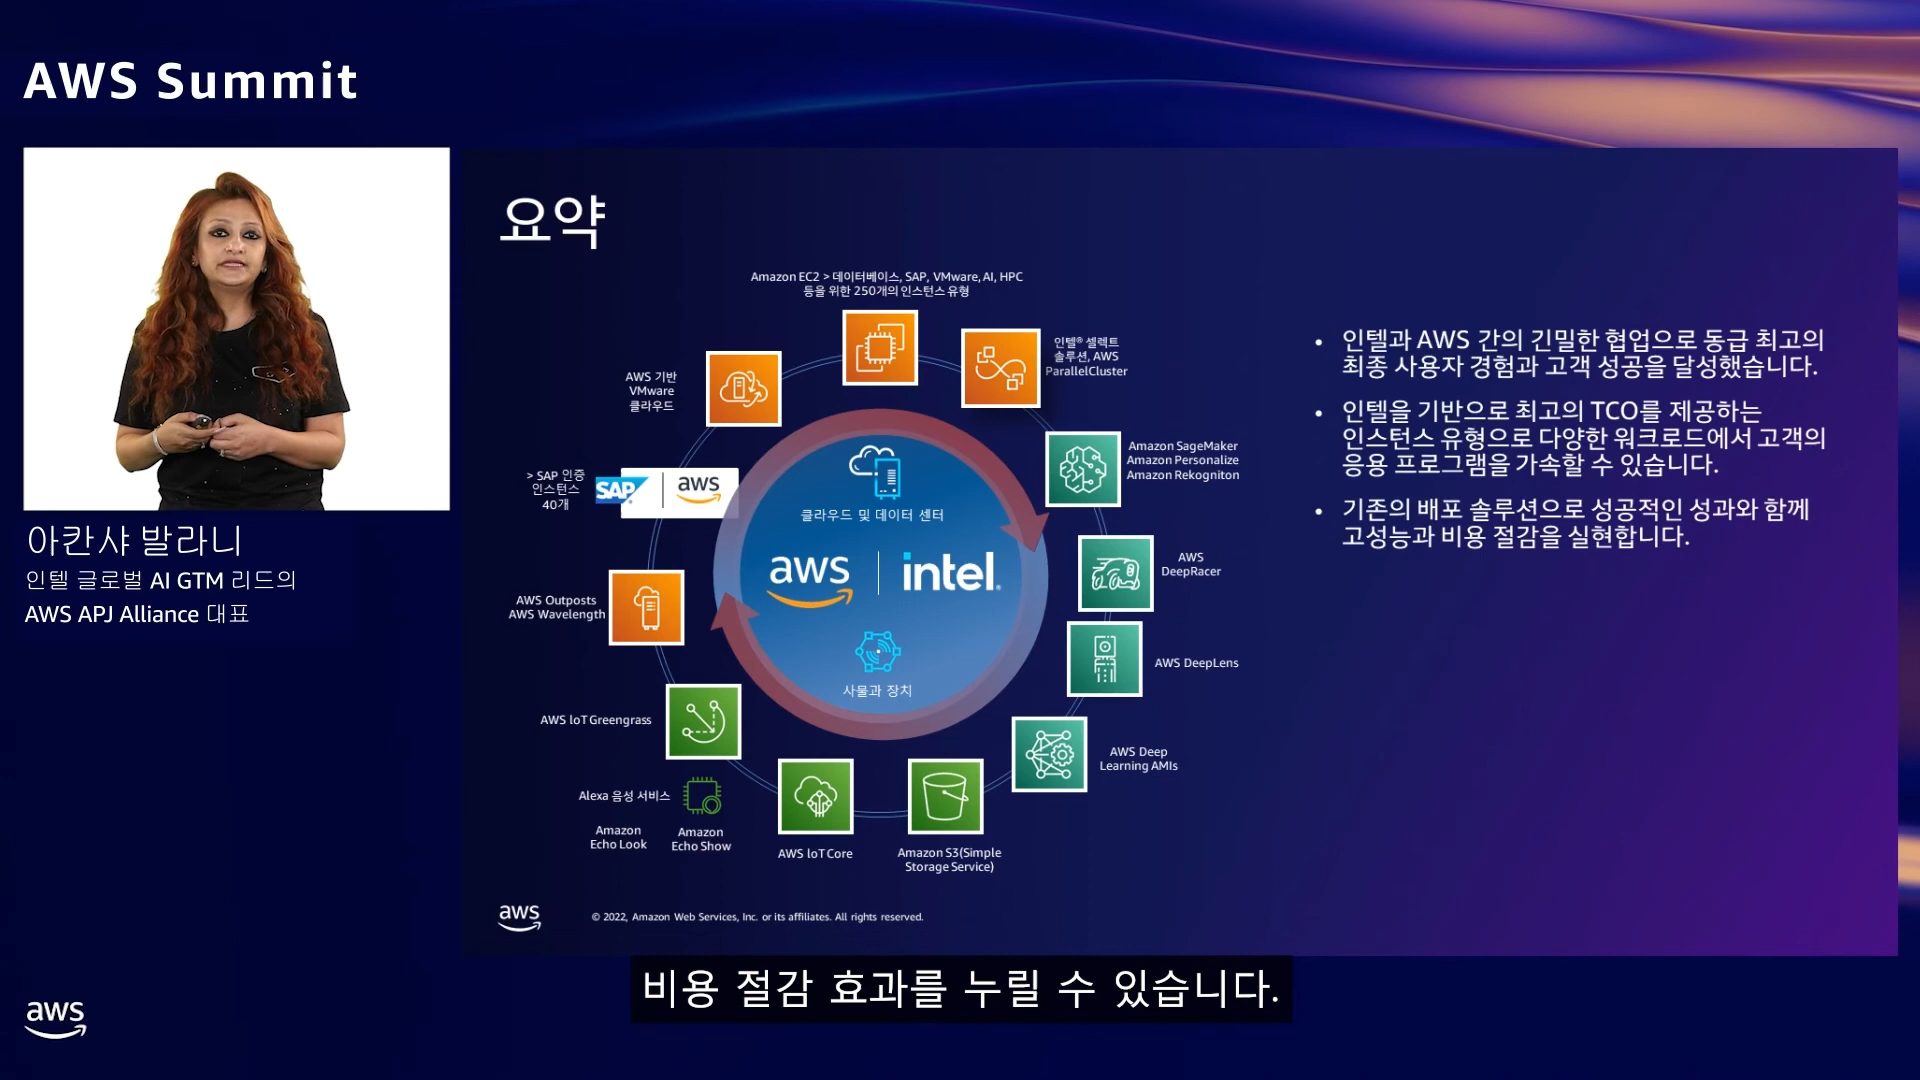 AWS Summit
아칸샤 발라니
인텔 글로벌 AI GTM 리드의
AWS APJ Alliance 대표
요약
Amazon EC2 > 데이터베이스, SAP, VMware, AI, HPC
등을 위한 250개의 인스턴스 유형
인텔® 셀렉트
솔루션, AWS
ParallelCluster
AWS 기반
VMware
클라우드
Amazon SageMaker
Amazon Personalize
Amazon Rekogniton
> SAP 인증
인스턴스
40개
SAP
aws
클라우드 및 데이터 센터
aws
intel.
사물과 장치
AWS
DeepRacer
AWS Outposts
AWS Wavelength
AWS DeepLens
AWS IoT Greengrass
AWS Deep
Learning AMIs
Alexa 음성 서비스
Amazon
Echo Look
Amazon
Echo Show
AWS IoT Core
Amazon S3(Simple
Storage Service)
• 인텔과 AWS 간의 긴밀한 협업으로 동급 최고의
최종 사용자 경험과 고객 성공을 달성했습니다.
• 인텔을 기반으로 최고의 TCO를 제공하는
인스턴스 유형으로 다양한 워크로드에서 고객의
응용 프로그램을 가속할 수 있습니다.
• 기존의 배포 솔루션으로 성공적인 성과와 함께
고성능과 비용 절감을 실현합니다.
aws
© 2022, Amazon Web Services, Inc. or its affiliates. All rights reserved.
비용 절감 효과를 누릴 수 있습니다.
aws